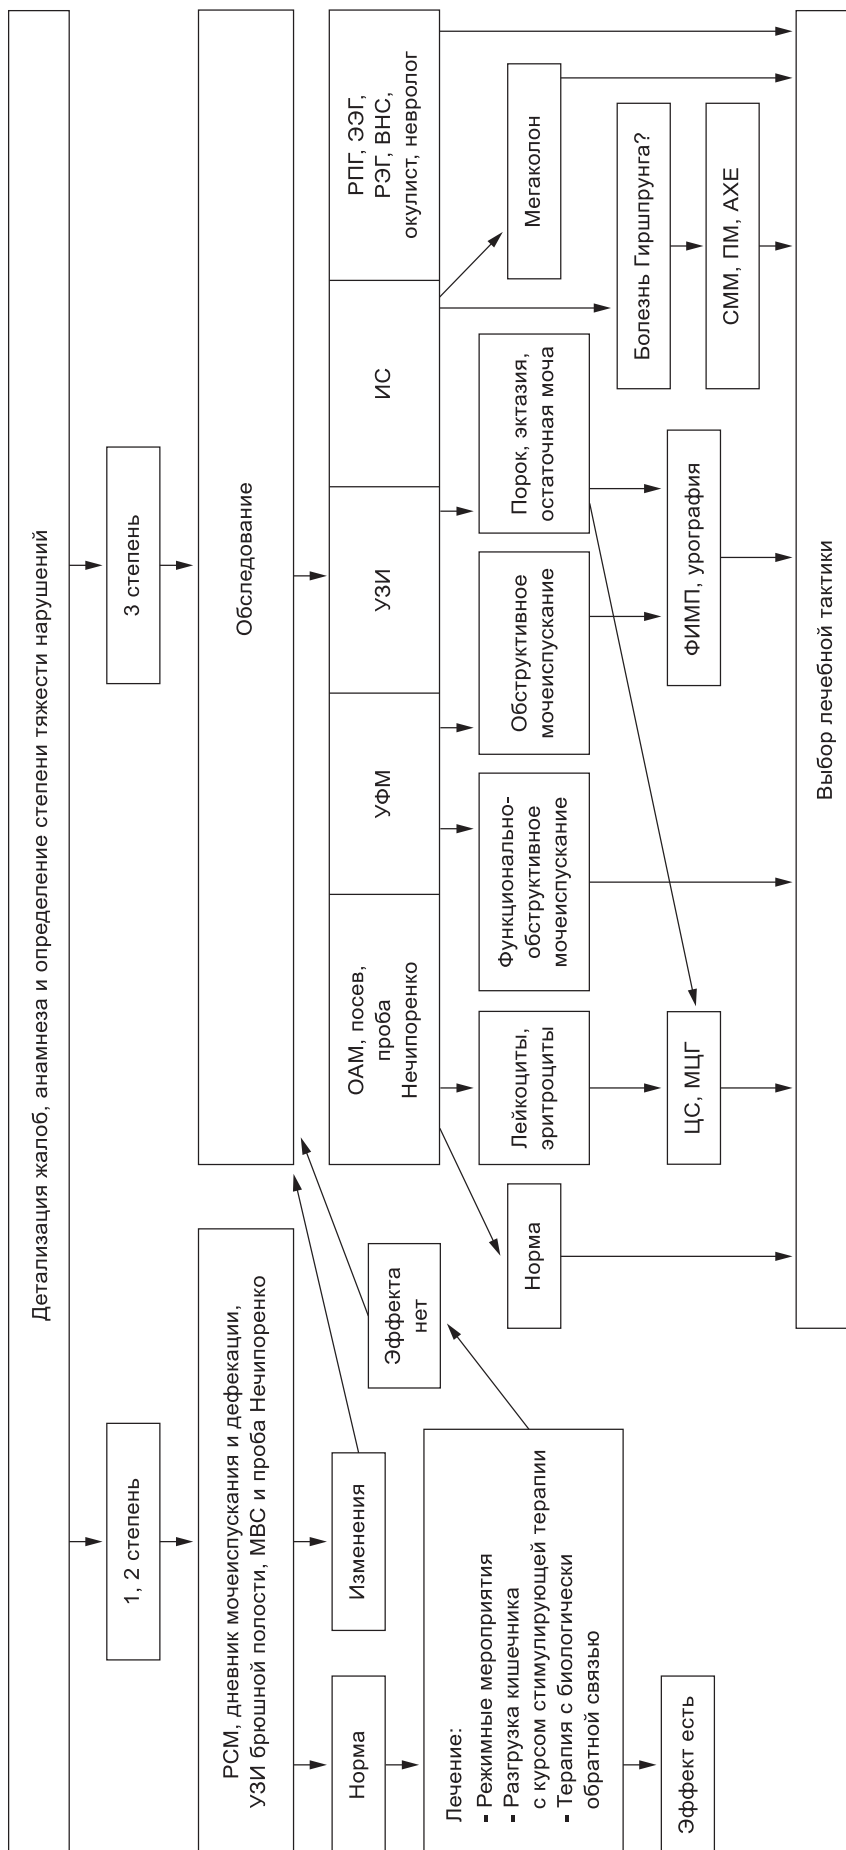 Детализация жалоб, анамнеза и определение степени тяжести нарушений
1, 2 степень
3 степень
РСМ, дневник мочеиспускания и дефекации,
УЗИ брюшной полости, МВС и проба Нечипоренко
Обследование
Норма
Изменения
Эффекта
нет
Лечение:
- Режимные мероприятия
- Разгрузка кишечника
с курсом стимулирующей терапии
- Терапия с биологически
обратной связью
Эффект есть
ОАМ, посев,
проба
Нечипоренко
УФМ
УЗИ
ИС
РПГ, ЭЭГ,
РЭГ, ВНС,
окулист, невролог
Норма
Лейкоциты,
эритроциты
Функционально-
обструктивное
мочеиспускание
Обструктивное
мочеиспускание
Порок, эктазия,
остаточная моча
Мегаколон
Болезнь Гиршпрунга?
ЦС, МЦГ
ФИМП, урография
СММ, ПМ, АХЕ
Выбор лечебной тактики